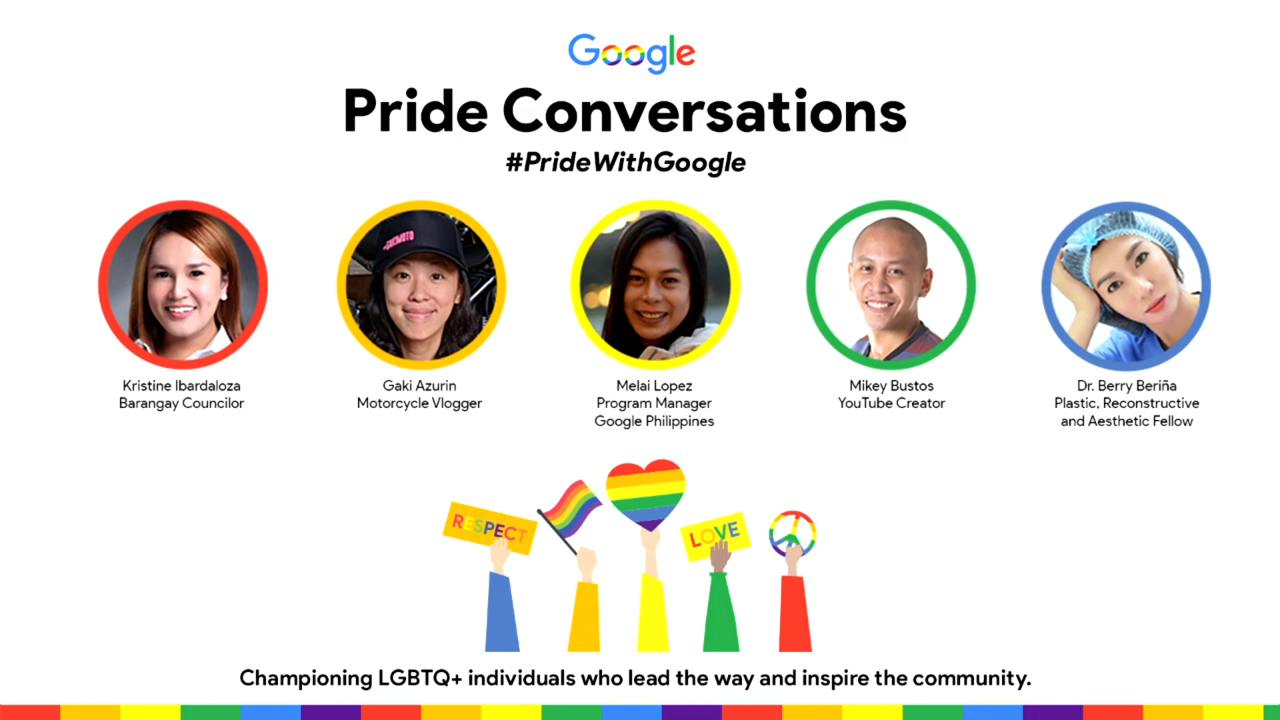 Google
Pride Conversations
#PrideWithGoogle
Kristine Ibardaloza
Barangay Councilor
Gaki Azurin
Motorcycle Vlogger
Melai Lopez
Program Manager
Google Philippines
Mikey Bustos
YouTube Creator
Dr. Berry Beriña
Plastic, Reconstructive
and Aesthetic Fellow
RESPECT
LOVE
Championing LGBTQ+ individuals who lead the way and inspire the community.